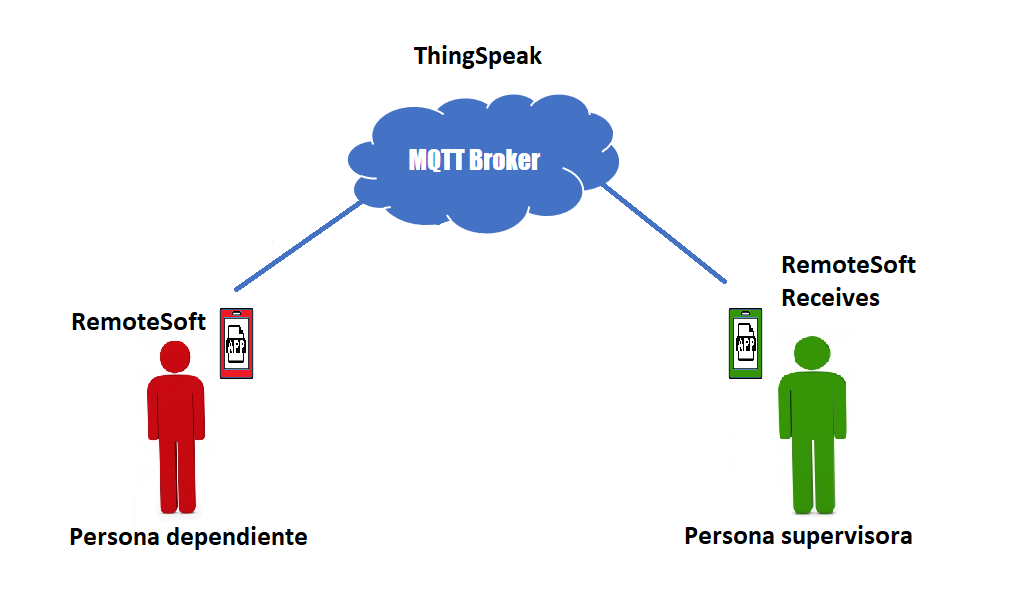 ThingSpeak
MQTT Broker
RemoteSoft
Receives
RemoteSoft
APP
APP
Persona dependiente
Persona supervisora